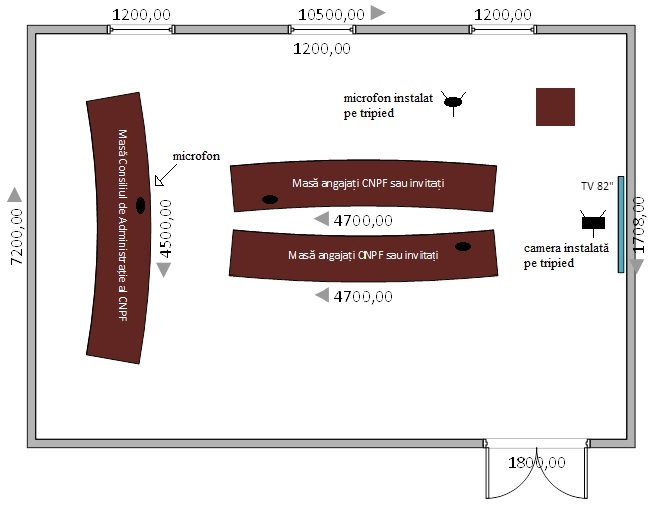 1200,00
10500,00
1200,00
1200,00
microfon instalat
pe tripied
microfon
Masă Consiliul de Administrație al CNPF
Masă angajați CNPF sau invitați
TV 82"
4700,00
7200,00
4500,00
1708,00
camera instalată
pe tripied
Masă angajați CNPF sau invitați
4700,00
1800,00